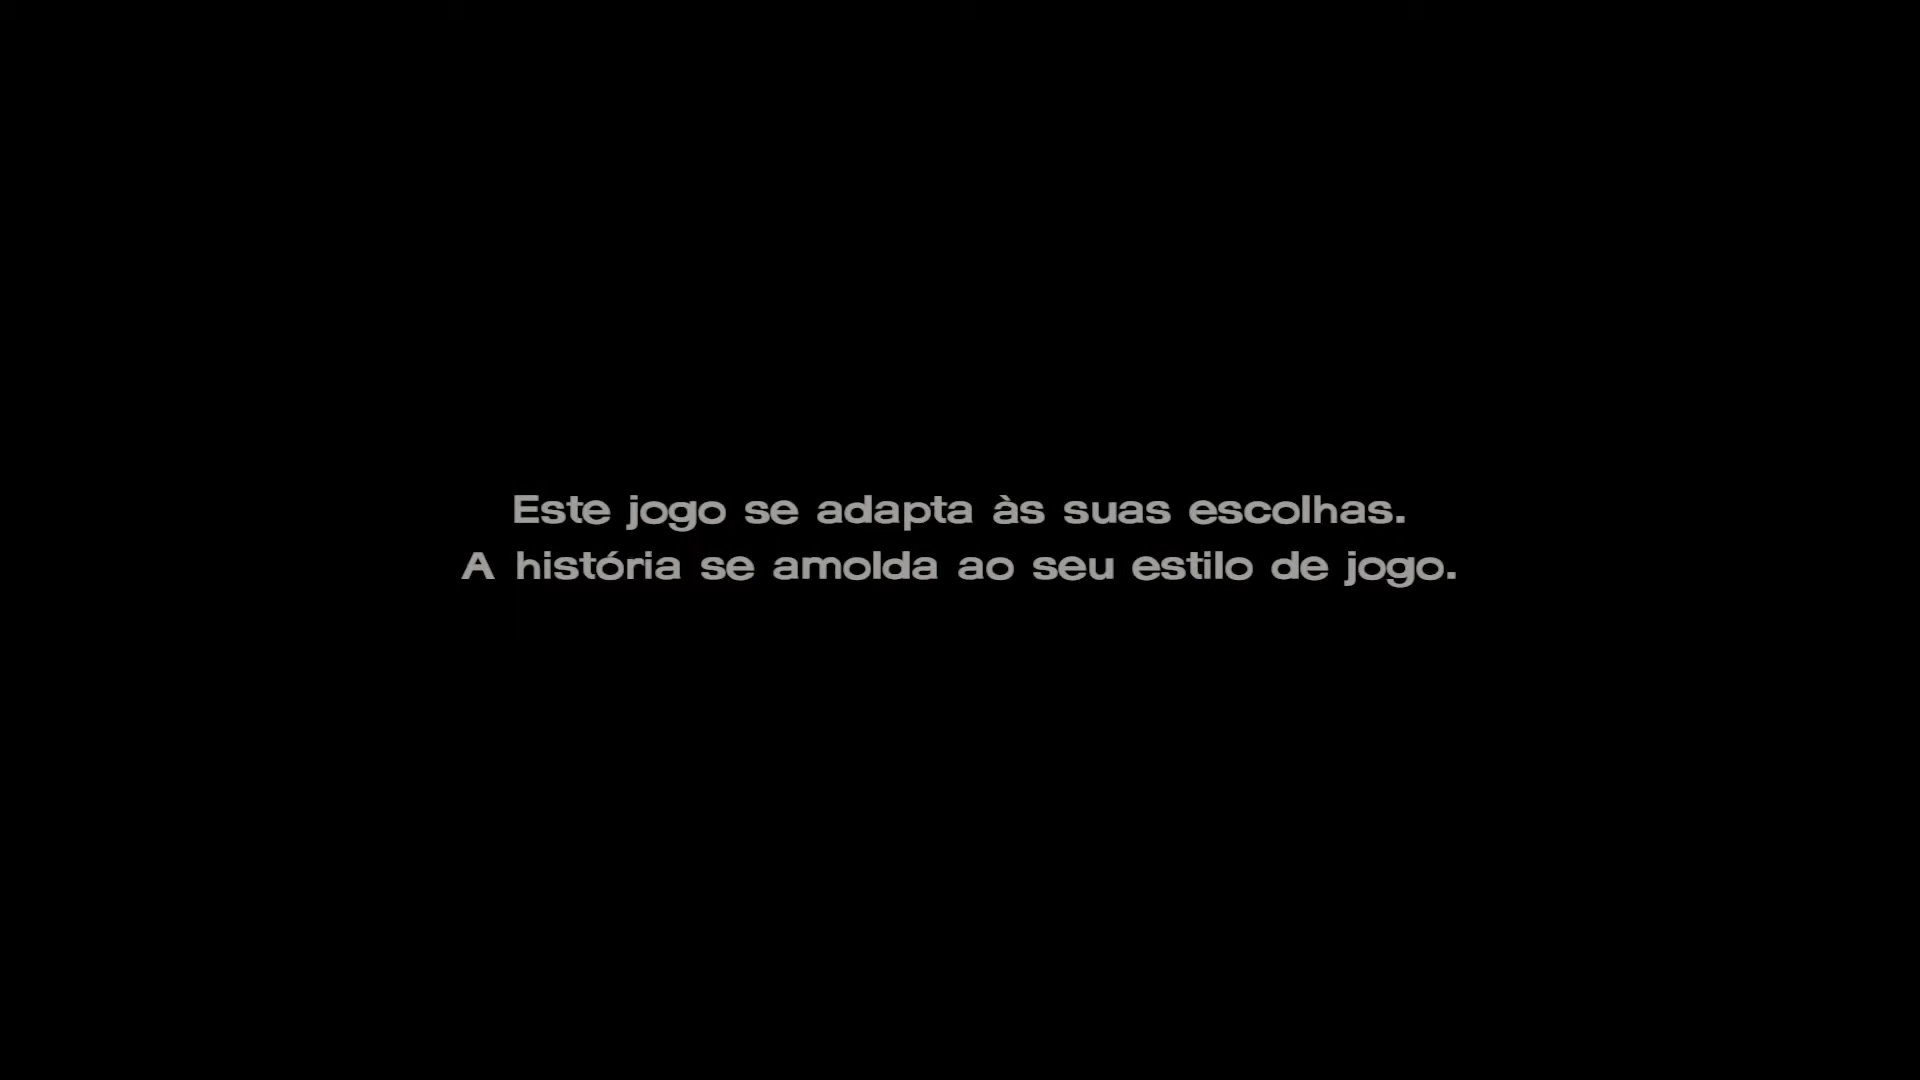 Este jogo se adapta às suas escolhas.
A história se amolda ao seu estilo de jogo.